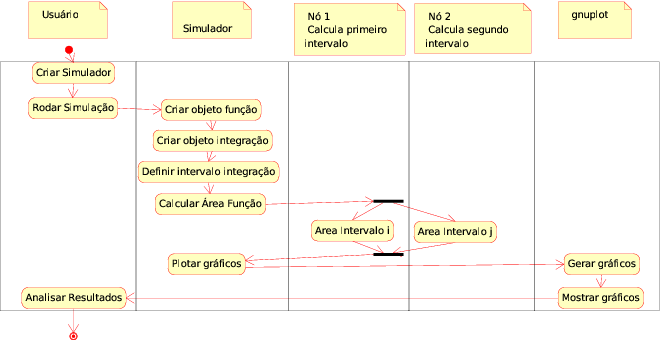 Usuário
Simulador
Nó 1
Calcula primeiro
intervalo
Nó 2
Calcula segundo
intervalo
gnuplot
Criar Simulador
Rodar Simulação
Criar objeto função
Criar objeto integração
Definir intervalo integração
Calcular Área Função
Area Intervalo i
Area Intervalo j
Plotar gráficos
Gerar gráficos
Analisar Resultados
Mostrar gráficos